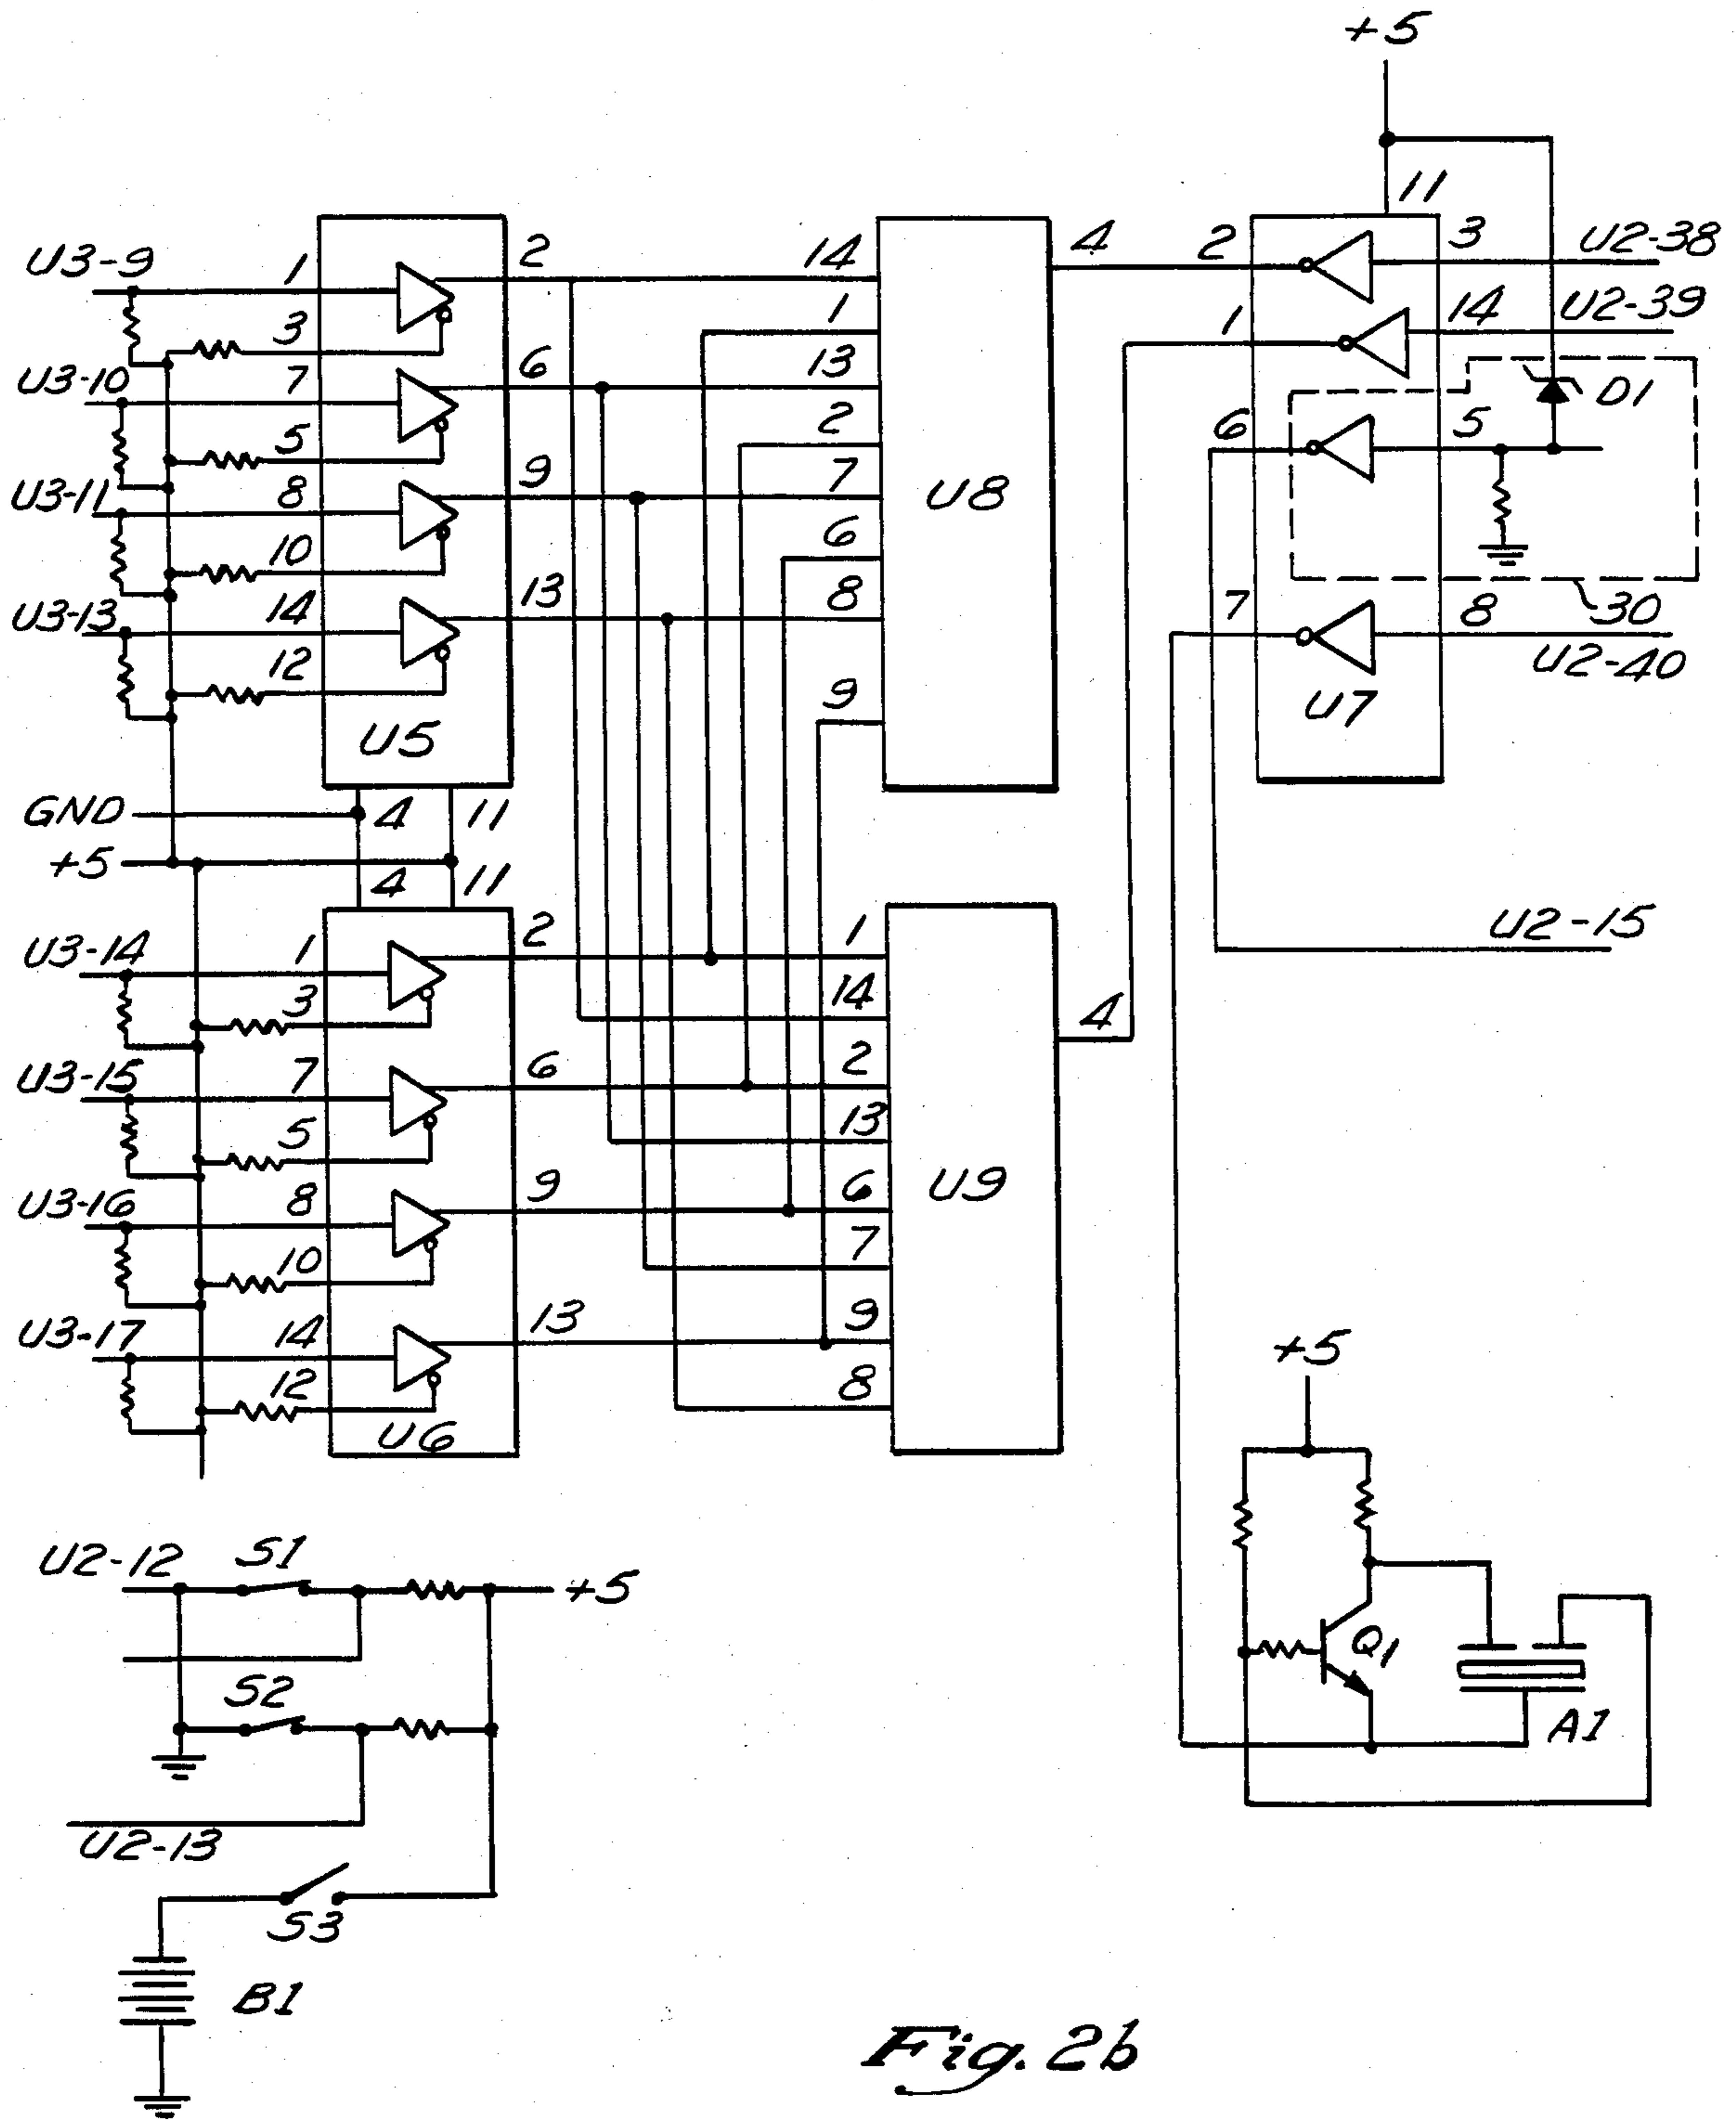 +5
11
U3-9
1
2
14
4
2
3
U2-38
3
1
1
14
U2-39
U3-10
7
6
13
D1
5
2
6
5
U3-11
8
9
7
U8
10
6
30
U3-13
14
13
8
7
8
12
U2-40
9
U7
U5
GND
4
11
+5
4
11
U2-15
U3-14
1
2
1
3
14
4
U3-15
7
6
2
5
13
U3-16
8
9
6
U9
10
7
U3-17
14
13
9
+5
12
8
U6
U2-12
S1
+5
Q1
S2
A1
U2-13
S3
B1
Fig. 2b